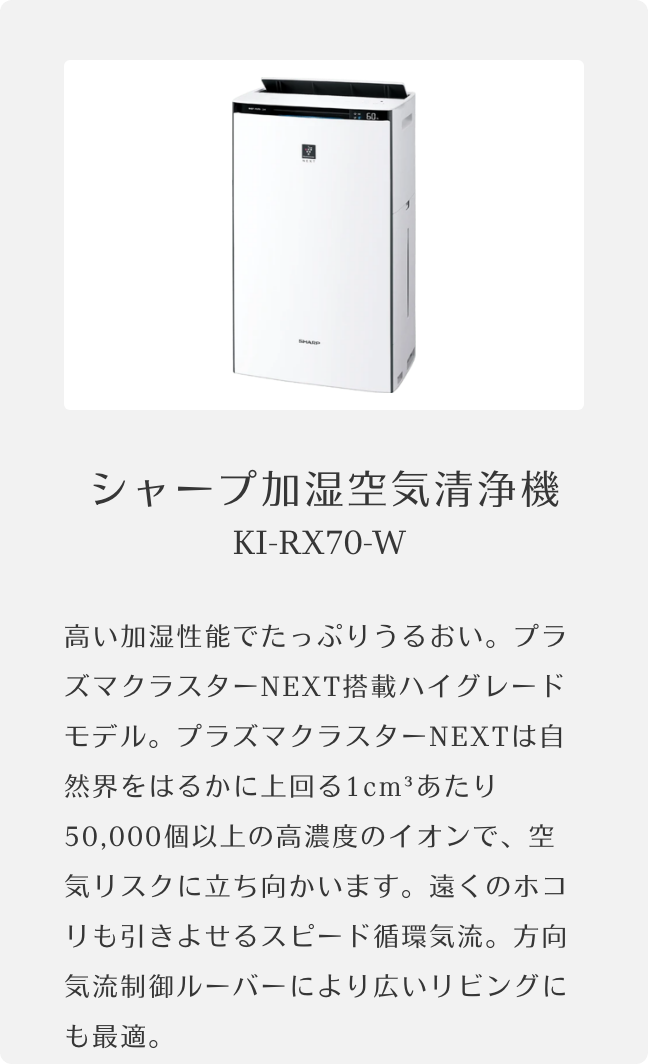 60
NEXT
SHARP
シャープ加湿空気清浄機
KI-RX70-W
高い加湿性能でたっぷりうるおい。プラ
ズマクラスターNEXT搭載ハイグレード
モデル。プラズマクラスターNEXTは自
然界をはるかに上回る1cm³あたり
50,000個以上の高濃度のイオンで、空
気リスクに立ち向かいます。遠くのホコ
リも引きよせるスピード循環気流。方向
気流制御ルーバーにより広いリビングに
も最適。